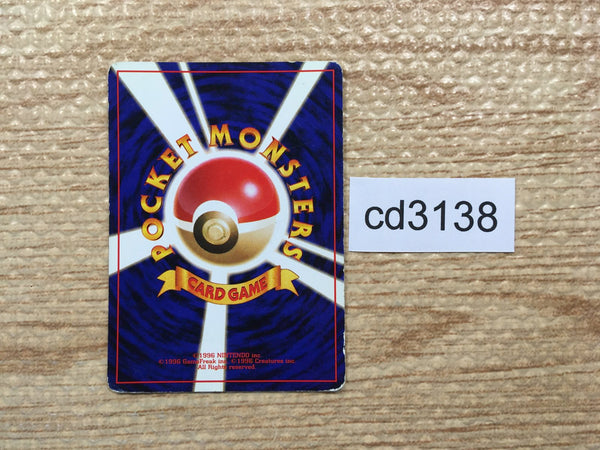 POCKET MONSTERS
CARD GAME
©1996 NINTENDO inc.
©1996 GameFreak inc. ©1996 Creatures inc.
All Rights reserved.
cd3138